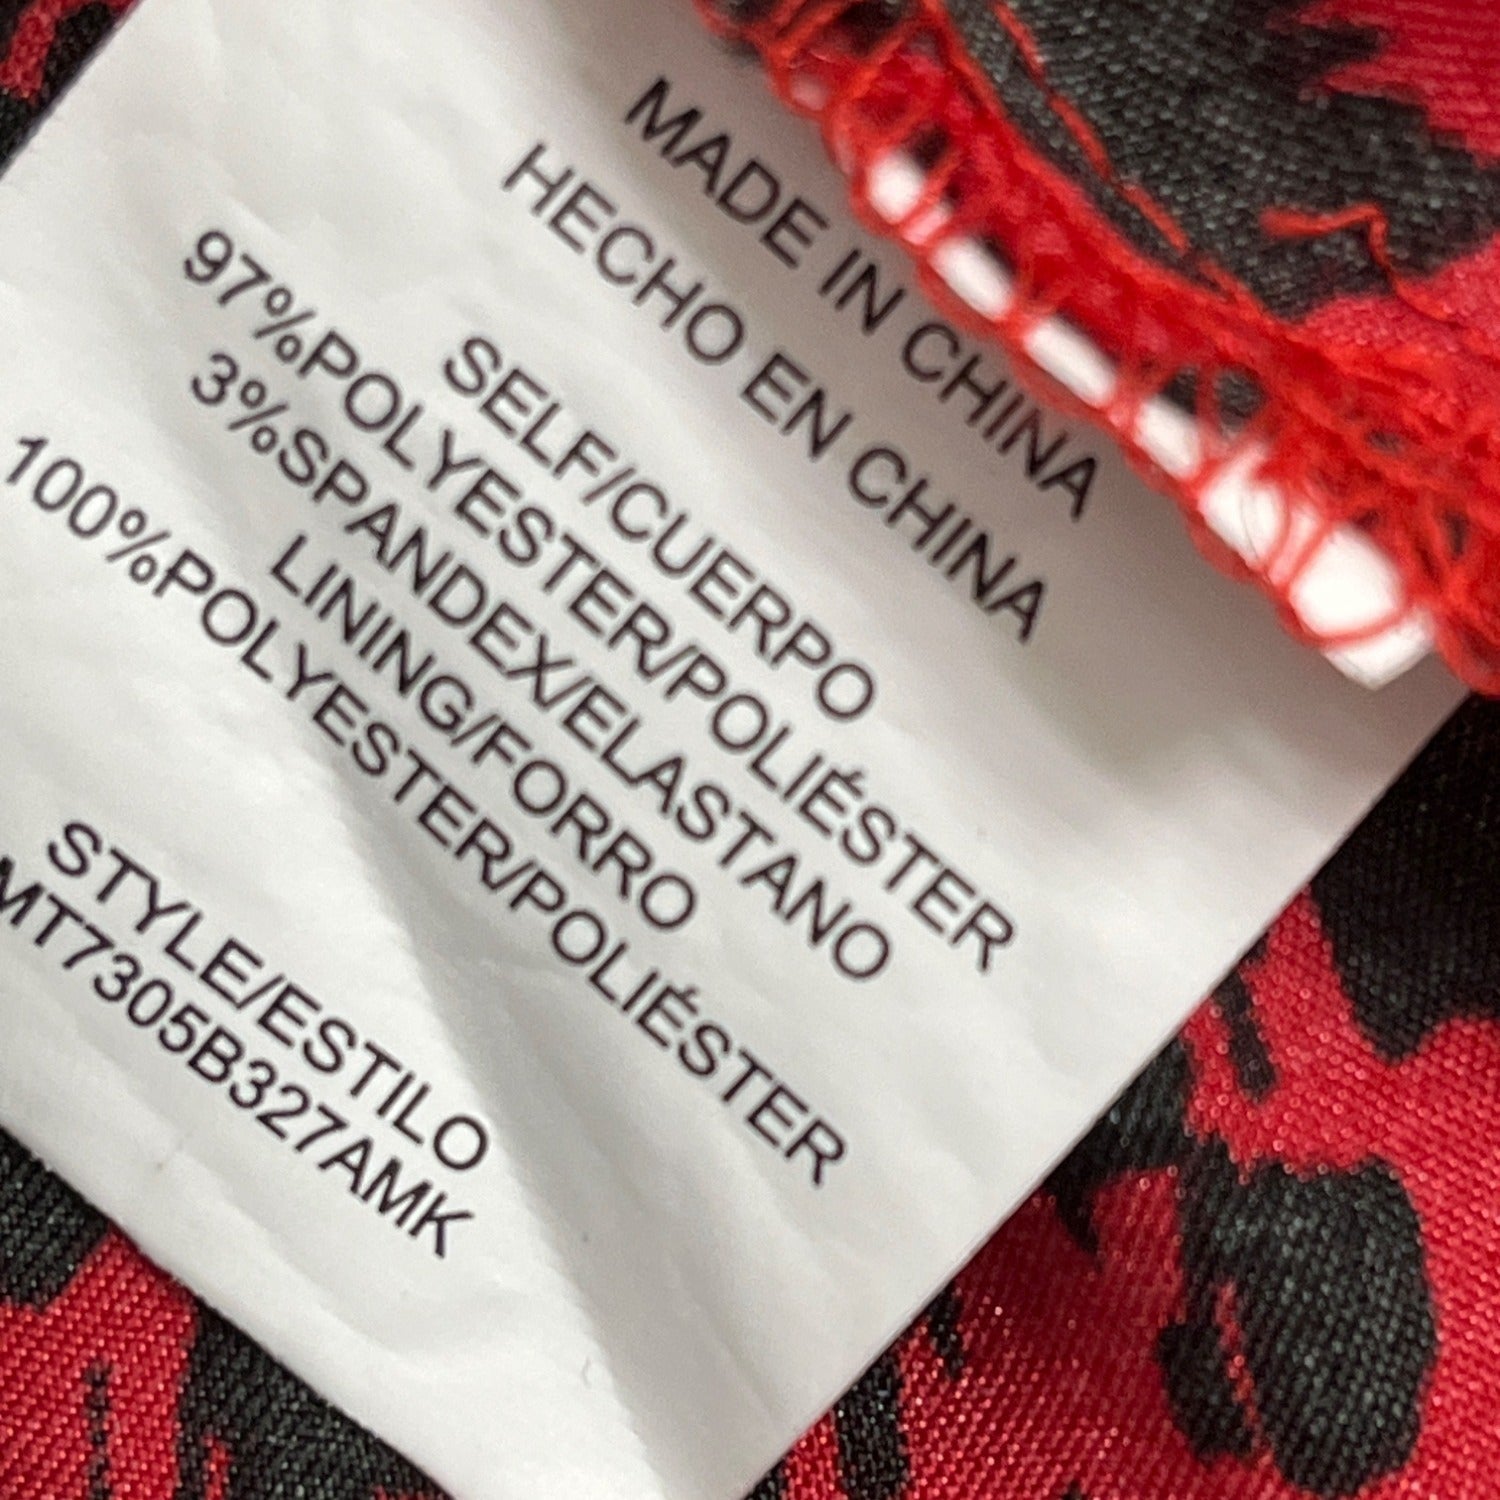 MADE IN CHINA
HECHO EN CHINA
SELF/CUERPO
97%POLYESTER/POLIÉSTER
3%SPANDEX/ELASTANO
LINING/FORRO
100%POLYESTER/POLIÉSTER
STYLE/ESTILO
MT7305B327AMK